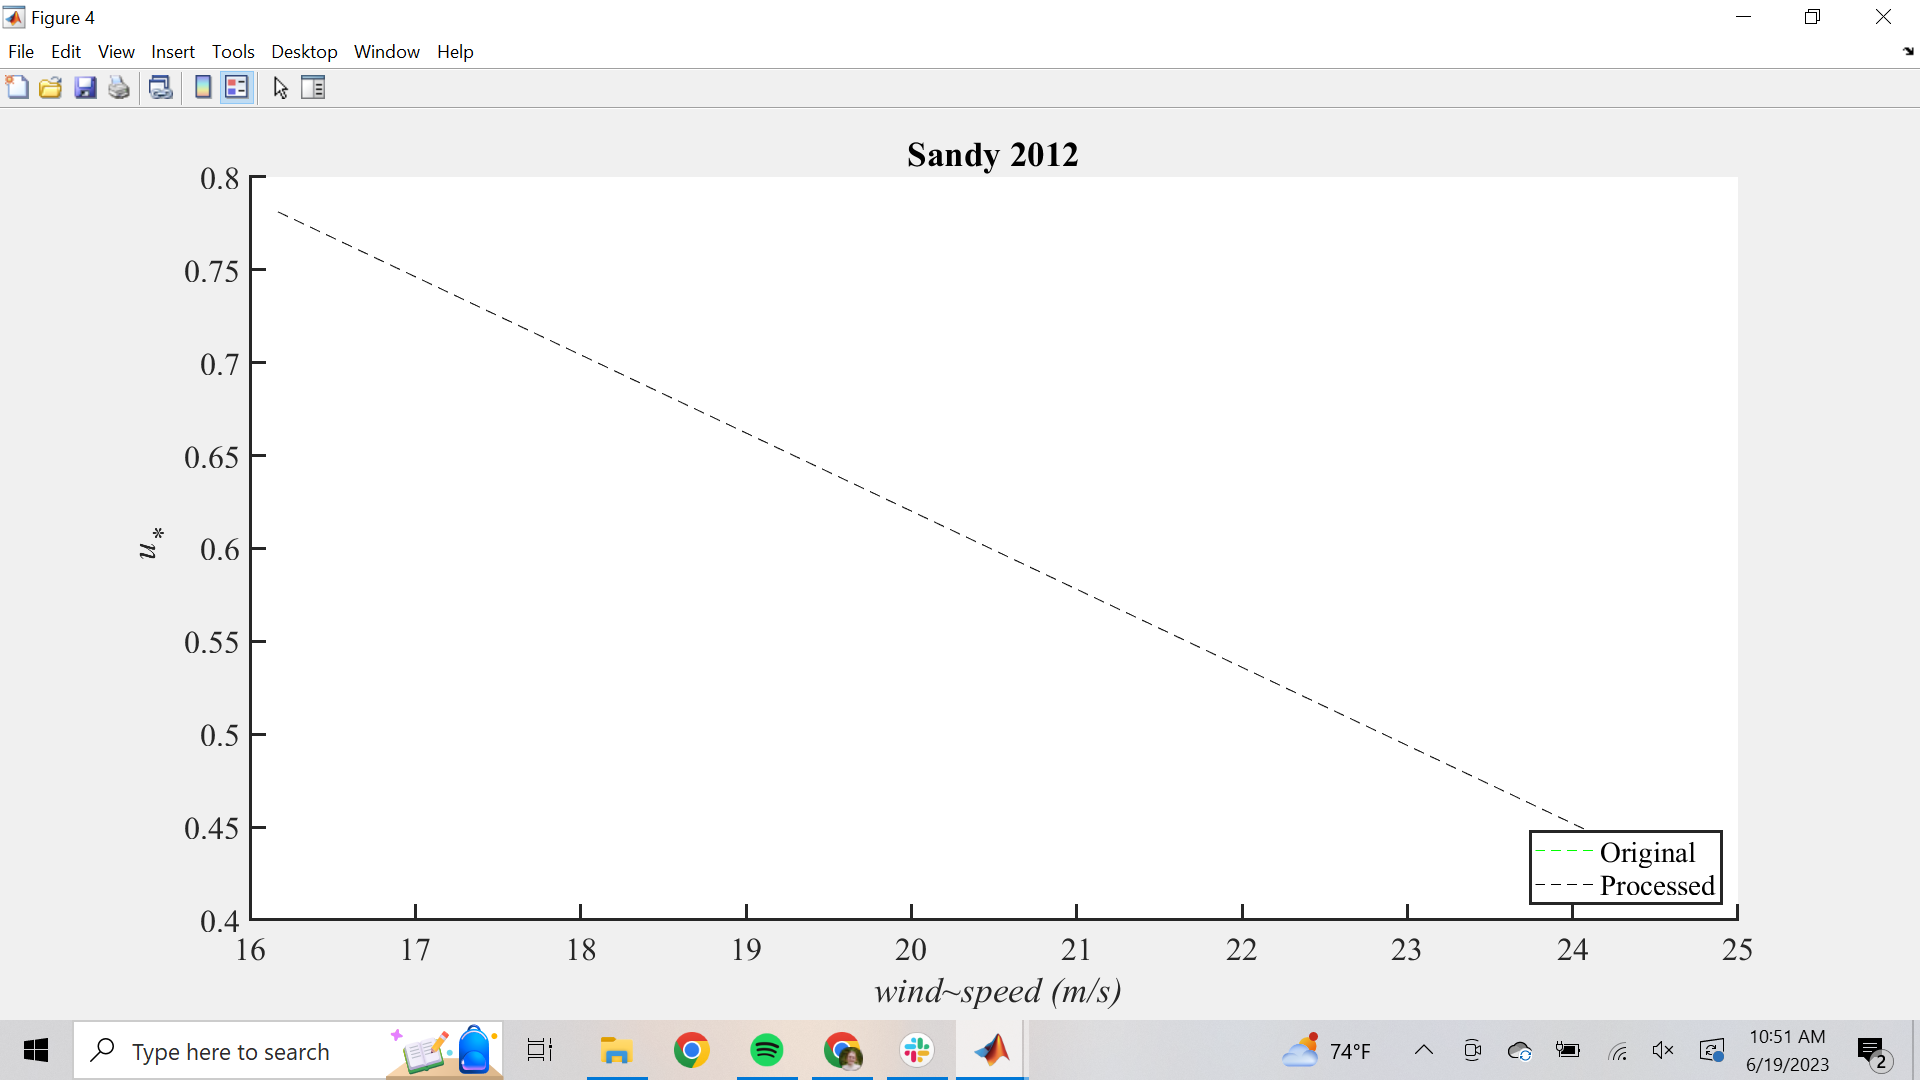 Figure 4
File Edit View Insert Tools Desktop Window Help
Sandy 2012
0.8
0.75
0.7
0.65
0.6
0.55
0.5
0.45
0.4
u*
16 17 18 19 20 21 22 23 24 25
wind~speed (m/s)
Original
Processed
Type here to search
74°F
10:51 AM
6/19/2023
2